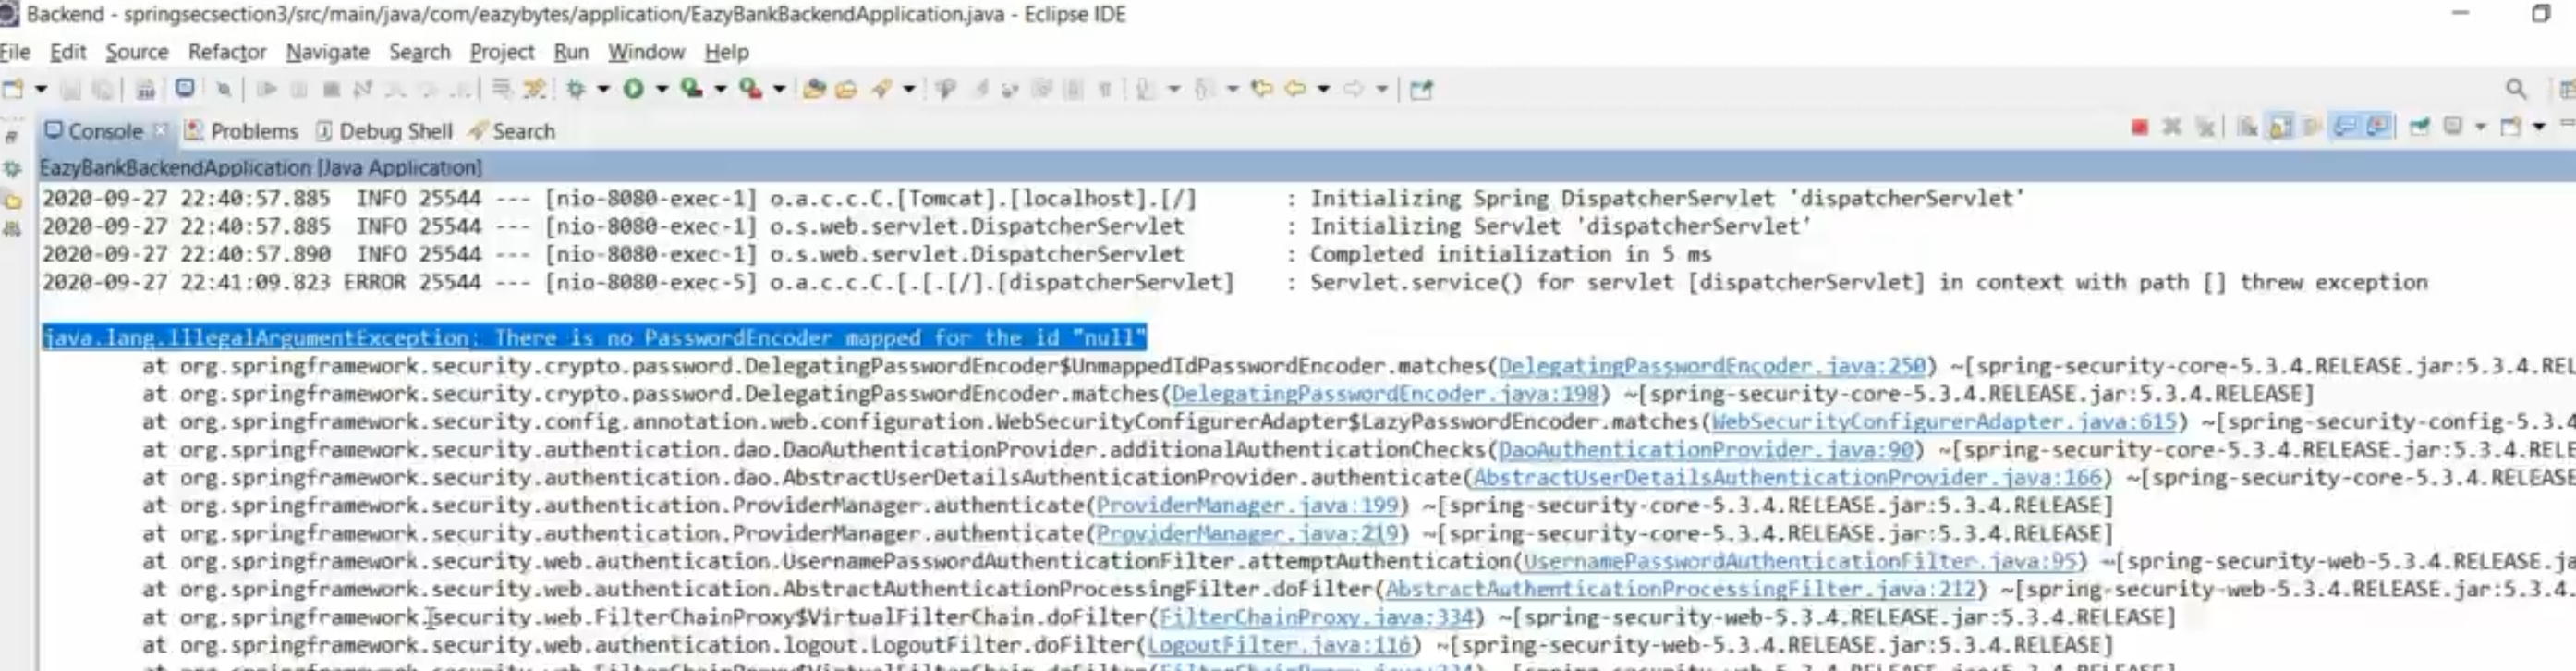 Backend - springsecsection3/src/main/java/com/eazybytes/application/EazyBankBackendApplication.java - Eclipse IDE
File Edit Source Refactor Navigate Search Project Run Window Help
Console Problems Debug Shell Search
EazyBankBackendApplication [Java Application]
2020-09-27 22:40:57.885  INFO 25544 --- [nio-8080-exec-1] o.a.c.c.C.[Tomcat].[localhost].[/]       : Initializing Spring DispatcherServlet 'dispatcherServlet'
2020-09-27 22:40:57.885  INFO 25544 --- [nio-8080-exec-1] o.s.web.servlet.DispatcherServlet        : Initializing Servlet 'dispatcherServlet'
2020-09-27 22:40:57.890  INFO 25544 --- [nio-8080-exec-1] o.s.web.servlet.DispatcherServlet        : Completed initialization in 5 ms
2020-09-27 22:41:09.823 ERROR 25544 --- [nio-8080-exec-5] o.a.c.c.C.[.[.[/].[dispatcherServlet]    : Servlet.service() for servlet [dispatcherServlet] in context with path [] threw exception
java.lang.IllegalArgumentException: There is no PasswordEncoder mapped for the id "null"
at org.springframework.security.crypto.password.DelegatingPasswordEncoder$UnmappedIdPasswordEncoder.matches(DelegatingPasswordEncoder.java:250) ~[spring-security-core-5.3.4.RELEASE.jar:5.3.4.REL
at org.springframework.security.crypto.password.DelegatingPasswordEncoder.matches(DelegatingPasswordEncoder.java:198) ~[spring-security-core-5.3.4.RELEASE.jar:5.3.4.RELEASE]
at org.springframework.security.config.annotation.web.configuration.WebSecurityConfigurerAdapter$LazyPasswordEncoder.matches(WebSecurityConfigurerAdapter.java:615) ~[spring-security-config-5.3.4
at org.springframework.security.authentication.dao.DaoAuthenticationProvider.additionalAuthenticationChecks(DaoAuthenticationProvider.java:90) ~[spring-security-core-5.3.4.RELEASE.jar:5.3.4.RELE
at org.springframework.security.authentication.dao.AbstractUserDetailsAuthenticationProvider.authenticate(AbstractUserDetailsAuthenticationProvider.java:166) ~[spring-security-core-5.3.4.RELEASE
at org.springframework.security.authentication.ProviderManager.authenticate(ProviderManager.java:199) ~[spring-security-core-5.3.4.RELEASE.jar:5.3.4.RELEASE]
at org.springframework.security.authentication.ProviderManager.authenticate(ProviderManager.java:219) ~[spring-security-core-5.3.4.RELEASE.jar:5.3.4.RELEASE]
at org.springframework.security.web.authentication.UsernamePasswordAuthenticationFilter.attemptAuthentication(UsernamePasswordAuthenticationFilter.java:95) ~[spring-security-web-5.3.4.RELEASE.ja
at org.springframework.security.web.authentication.AbstractAuthenticationProcessingFilter.doFilter(AbstractAuthenticationProcessingFilter.java:212) ~[spring-security-web-5.3.4.RELEASE.jar:5.3.4.
at org.springframework.security.web.FilterChainProxy$VirtualFilterChain.doFilter(FilterChainProxy.java:334) ~[spring-security-web-5.3.4.RELEASE.jar:5.3.4.RELEASE]
at org.springframework.security.web.authentication.logout.LogoutFilter.doFilter(LogoutFilter.java:116) ~[spring-security-web-5.3.4.RELEASE.jar:5.3.4.RELEASE]